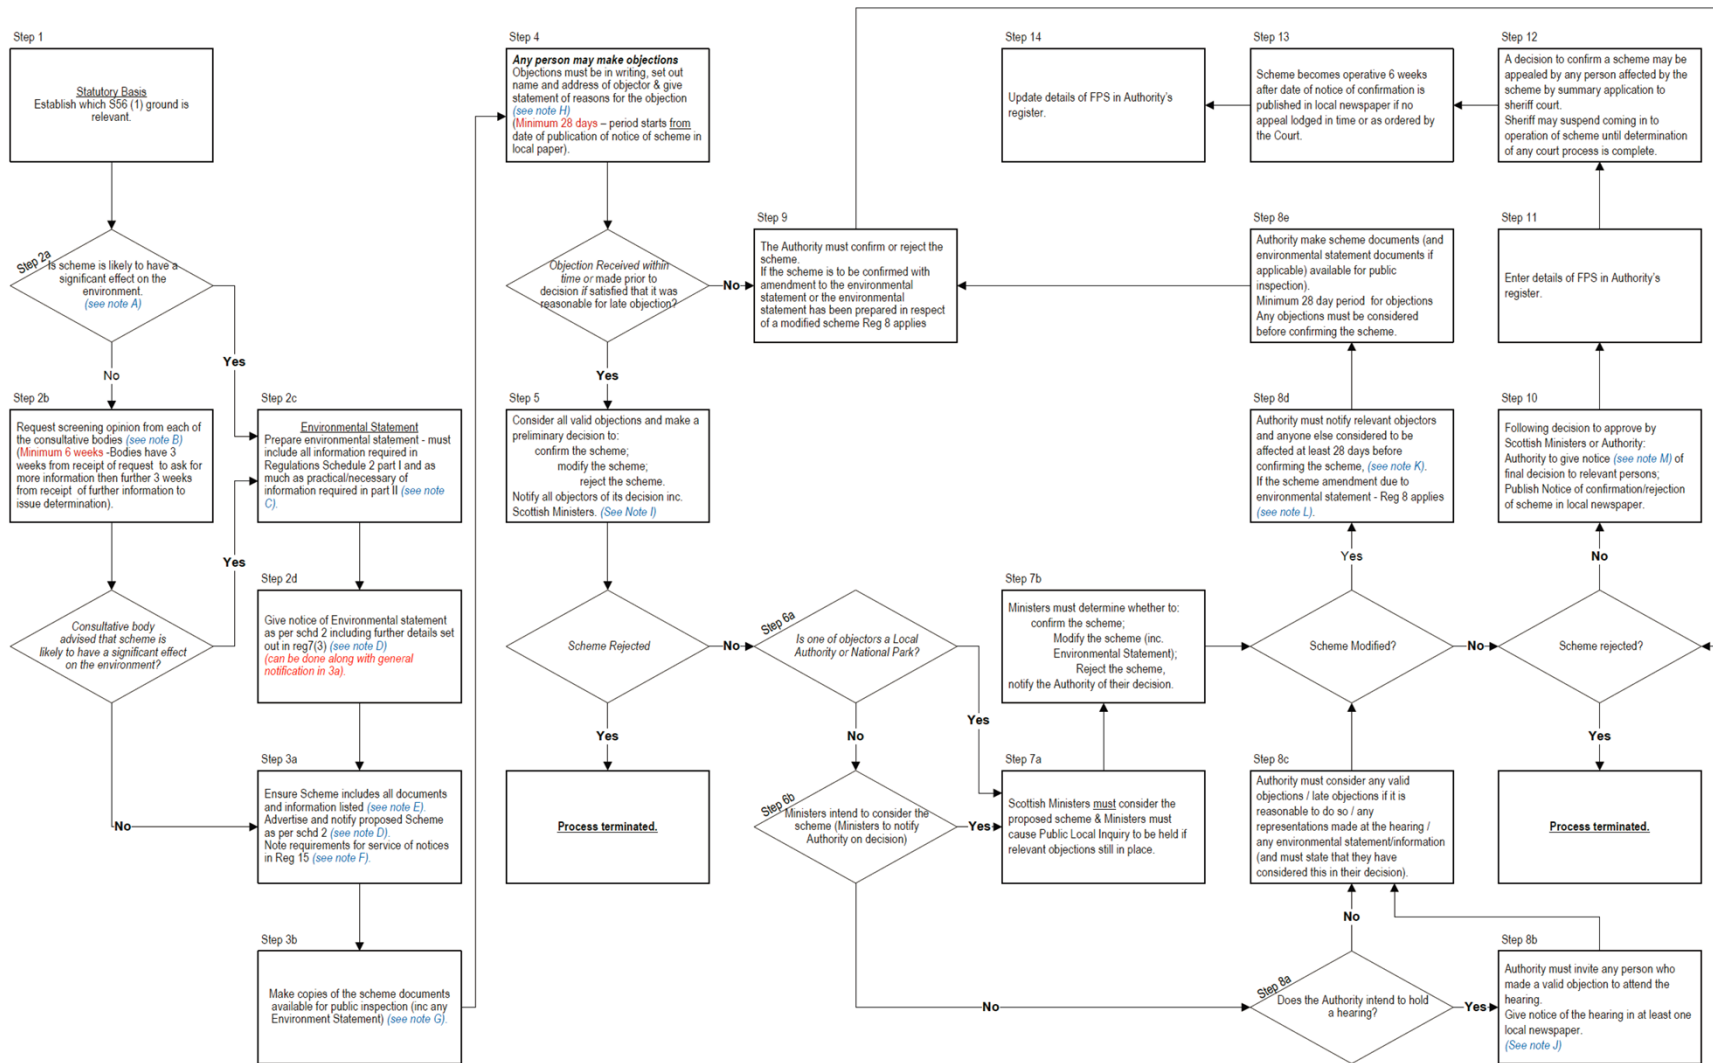 Step 1
Statutory Basis
Establish which S56 (1) ground is
relevant.
Step 2a
Is scheme is likely to have a
significant effect on the
environment.
(see note A)
Yes
No
Step 2b
Request screening opinion from each of
the consultative bodies (see note B)
(Minimum 6 weeks -Bodies have 3
weeks from receipt of request to ask for
more information then further 3 weeks
from receipt of further information to
issue determination).
Consultative body
advised that scheme is
likely to have a significant effect
on the environment?
Yes
No
Step 2c
Environmental Statement
Prepare environmental statement - must
include all information required in
Regulations Schedule 2 part I and as
much as practical/necessary of
information required in part II (see note
C).
Step 2d
Give notice of Environmental statement
as per schd 2 including further details set
out in reg7(3) (see note D)
(can be done along with general
notification in 3a).
Step 3a
Ensure Scheme includes all documents
and information listed (see note E).
Advertise and notify proposed Scheme
as per schd 2 (see note D).
Note requirements for service of notices
in Reg 15 (see note F).
Step 3b
Make copies of the scheme documents
available for public inspection (inc any
Environment Statement) (see note G).
Step 4
Any person may make objections
Objections must be in writing, set out
name and address of objector & give
statement of reasons for the objection
(see note H)
(Minimum 28 days – period starts from
date of publication of notice of scheme in
local paper).
Objection Received within
time or made prior to
decision if satisfied that it was
reasonable for late objection?
No
Yes
Step 5
Consider all valid objections and make a
preliminary decision to:
confirm the scheme;
modify the scheme;
reject the scheme.
Notify all objectors of its decision inc.
Scottish Ministers. (See Note I)
Scheme Rejected
No
Yes
Process terminated.
Step 6a
Is one of objectors a Local
Authority or National Park?
Yes
No
Step 6b
Ministers intend to consider the
scheme (Ministers to notify
Authority on decision)
Yes
No
Step 7a
Scottish Ministers must consider the
proposed scheme & Ministers must
cause Public Local Inquiry to be held if
relevant objections still in place.
Step 7b
Ministers must determine whether to:
confirm the scheme;
Modify the scheme (inc.
Environmental Statement);
Reject the scheme,
notify the Authority of their decision.
Step 8a
Does the Authority intend to hold
a hearing?
Yes
No
Step 8b
Authority must invite any person who
made a valid objection to attend the
hearing.
Give notice of the hearing in at least one
local newspaper.
(See note J)
Step 8c
Authority must consider any valid
objections / late objections if it is
reasonable to do so / any
representations made at the hearing /
any environmental statement/information
(and must state that they have
considered this in their decision).
Scheme Modified?
Yes
No
Step 8d
Authority must notify relevant objectors
and anyone else considered to be
affected at least 28 days before
confirming the scheme, (see note K).
If the scheme amendment due to
environmental statement - Reg 8 applies
(see note L).
Step 8e
Authority make scheme documents (and
environmental statement documents if
applicable) available for public
inspection).
Minimum 28 day period for objections
Any objections must be considered
before confirming the scheme.
Step 9
The Authority must confirm or reject the
scheme.
If the scheme is to be confirmed with
amendment to the environmental
statement or the environmental
statement has been prepared in respect
of a modified scheme Reg 8 applies
Scheme rejected?
No
Yes
Process terminated.
Step 10
Following decision to approve by
Scottish Ministers or Authority:
Authority to give notice (see note M) of
final decision to relevant persons;
Publish Notice of confirmation/rejection
of scheme in local newspaper.
Step 11
Enter details of FPS in Authority's
register.
Step 12
A decision to confirm a scheme may be
appealed by any person affected by the
scheme by summary application to
sheriff court.
Sheriff may suspend coming in to
operation of scheme until determination
of any court process is complete.
Step 13
Scheme becomes operative 6 weeks
after date of notice of confirmation is
published in local newspaper if no
appeal lodged in time or as ordered by
the Court.
Step 14
Update details of FPS in Authority's
register.